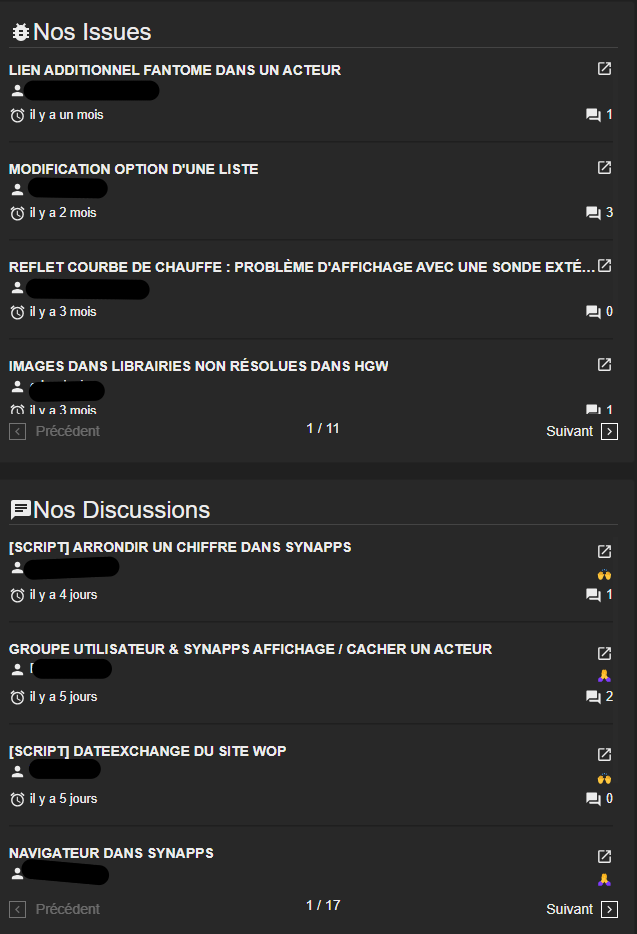 Nos Issues
LIEN ADDITIONNEL FANTOME DANS UN ACTEUR
il y a un mois
1
MODIFICATION OPTION D'UNE LISTE
il y a 2 mois
3
REFLET COURBE DE CHAUFFE : PROBLÈME D'AFFICHAGE AVEC UNE SONDE EXTÉ...
il y a 3 mois
0
IMAGES DANS LIBRAIRIES NON RÉSOLUES DANS HGW
il y a 3 mois
1
Précédent
1 / 11
Suivant
Nos Discussions
[SCRIPT] ARRONDIR UN CHIFFRE DANS SYNAPPS
il y a 4 jours
1
GROUPE UTILISATEUR & SYNAPPS AFFICHAGE / CACHER UN ACTEUR
il y a 5 jours
2
[SCRIPT] DATEEXCHANGE DU SITE WOP
il y a 5 jours
0
NAVIGATEUR DANS SYNAPPS
Précédent
1 / 17
Suivant